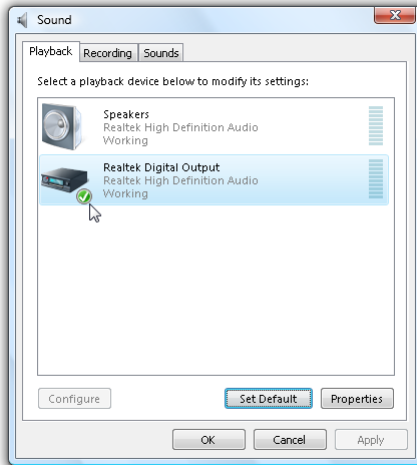 Sound
Playback Recording Sounds
Select a playback device below to modify its settings:
Speakers
Realtek High Definition Audio
Working
Realtek Digital Output
Realtek High Definition Audio
Working
Configure Set Default Properties
OK Cancel Apply